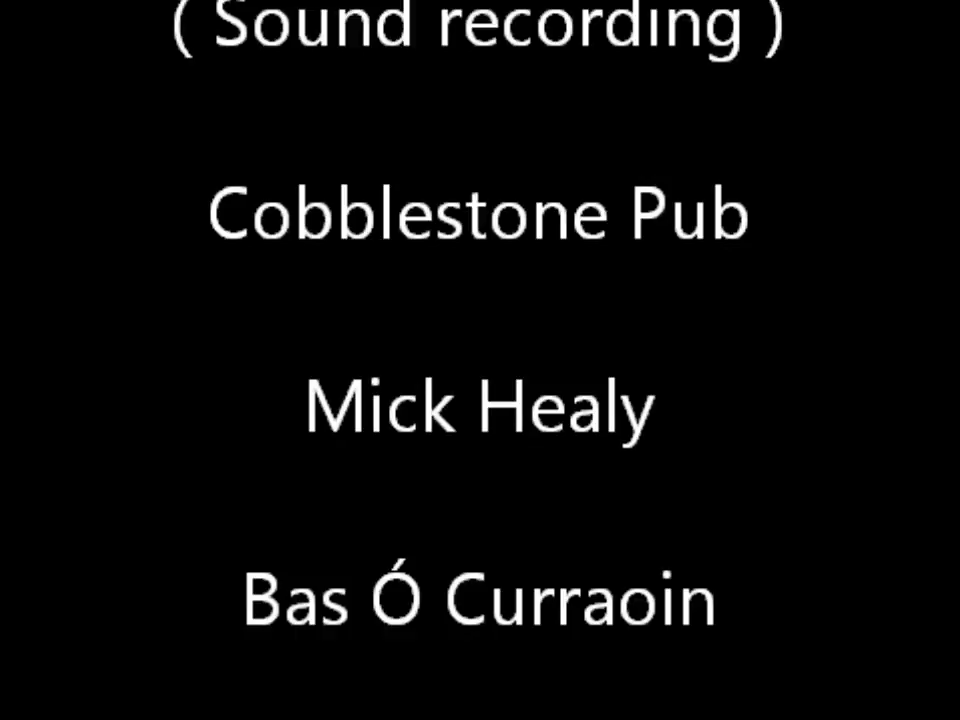 ( Sound recording )
Cobblestone Pub
Mick Healy
Bas Ó Curraoin